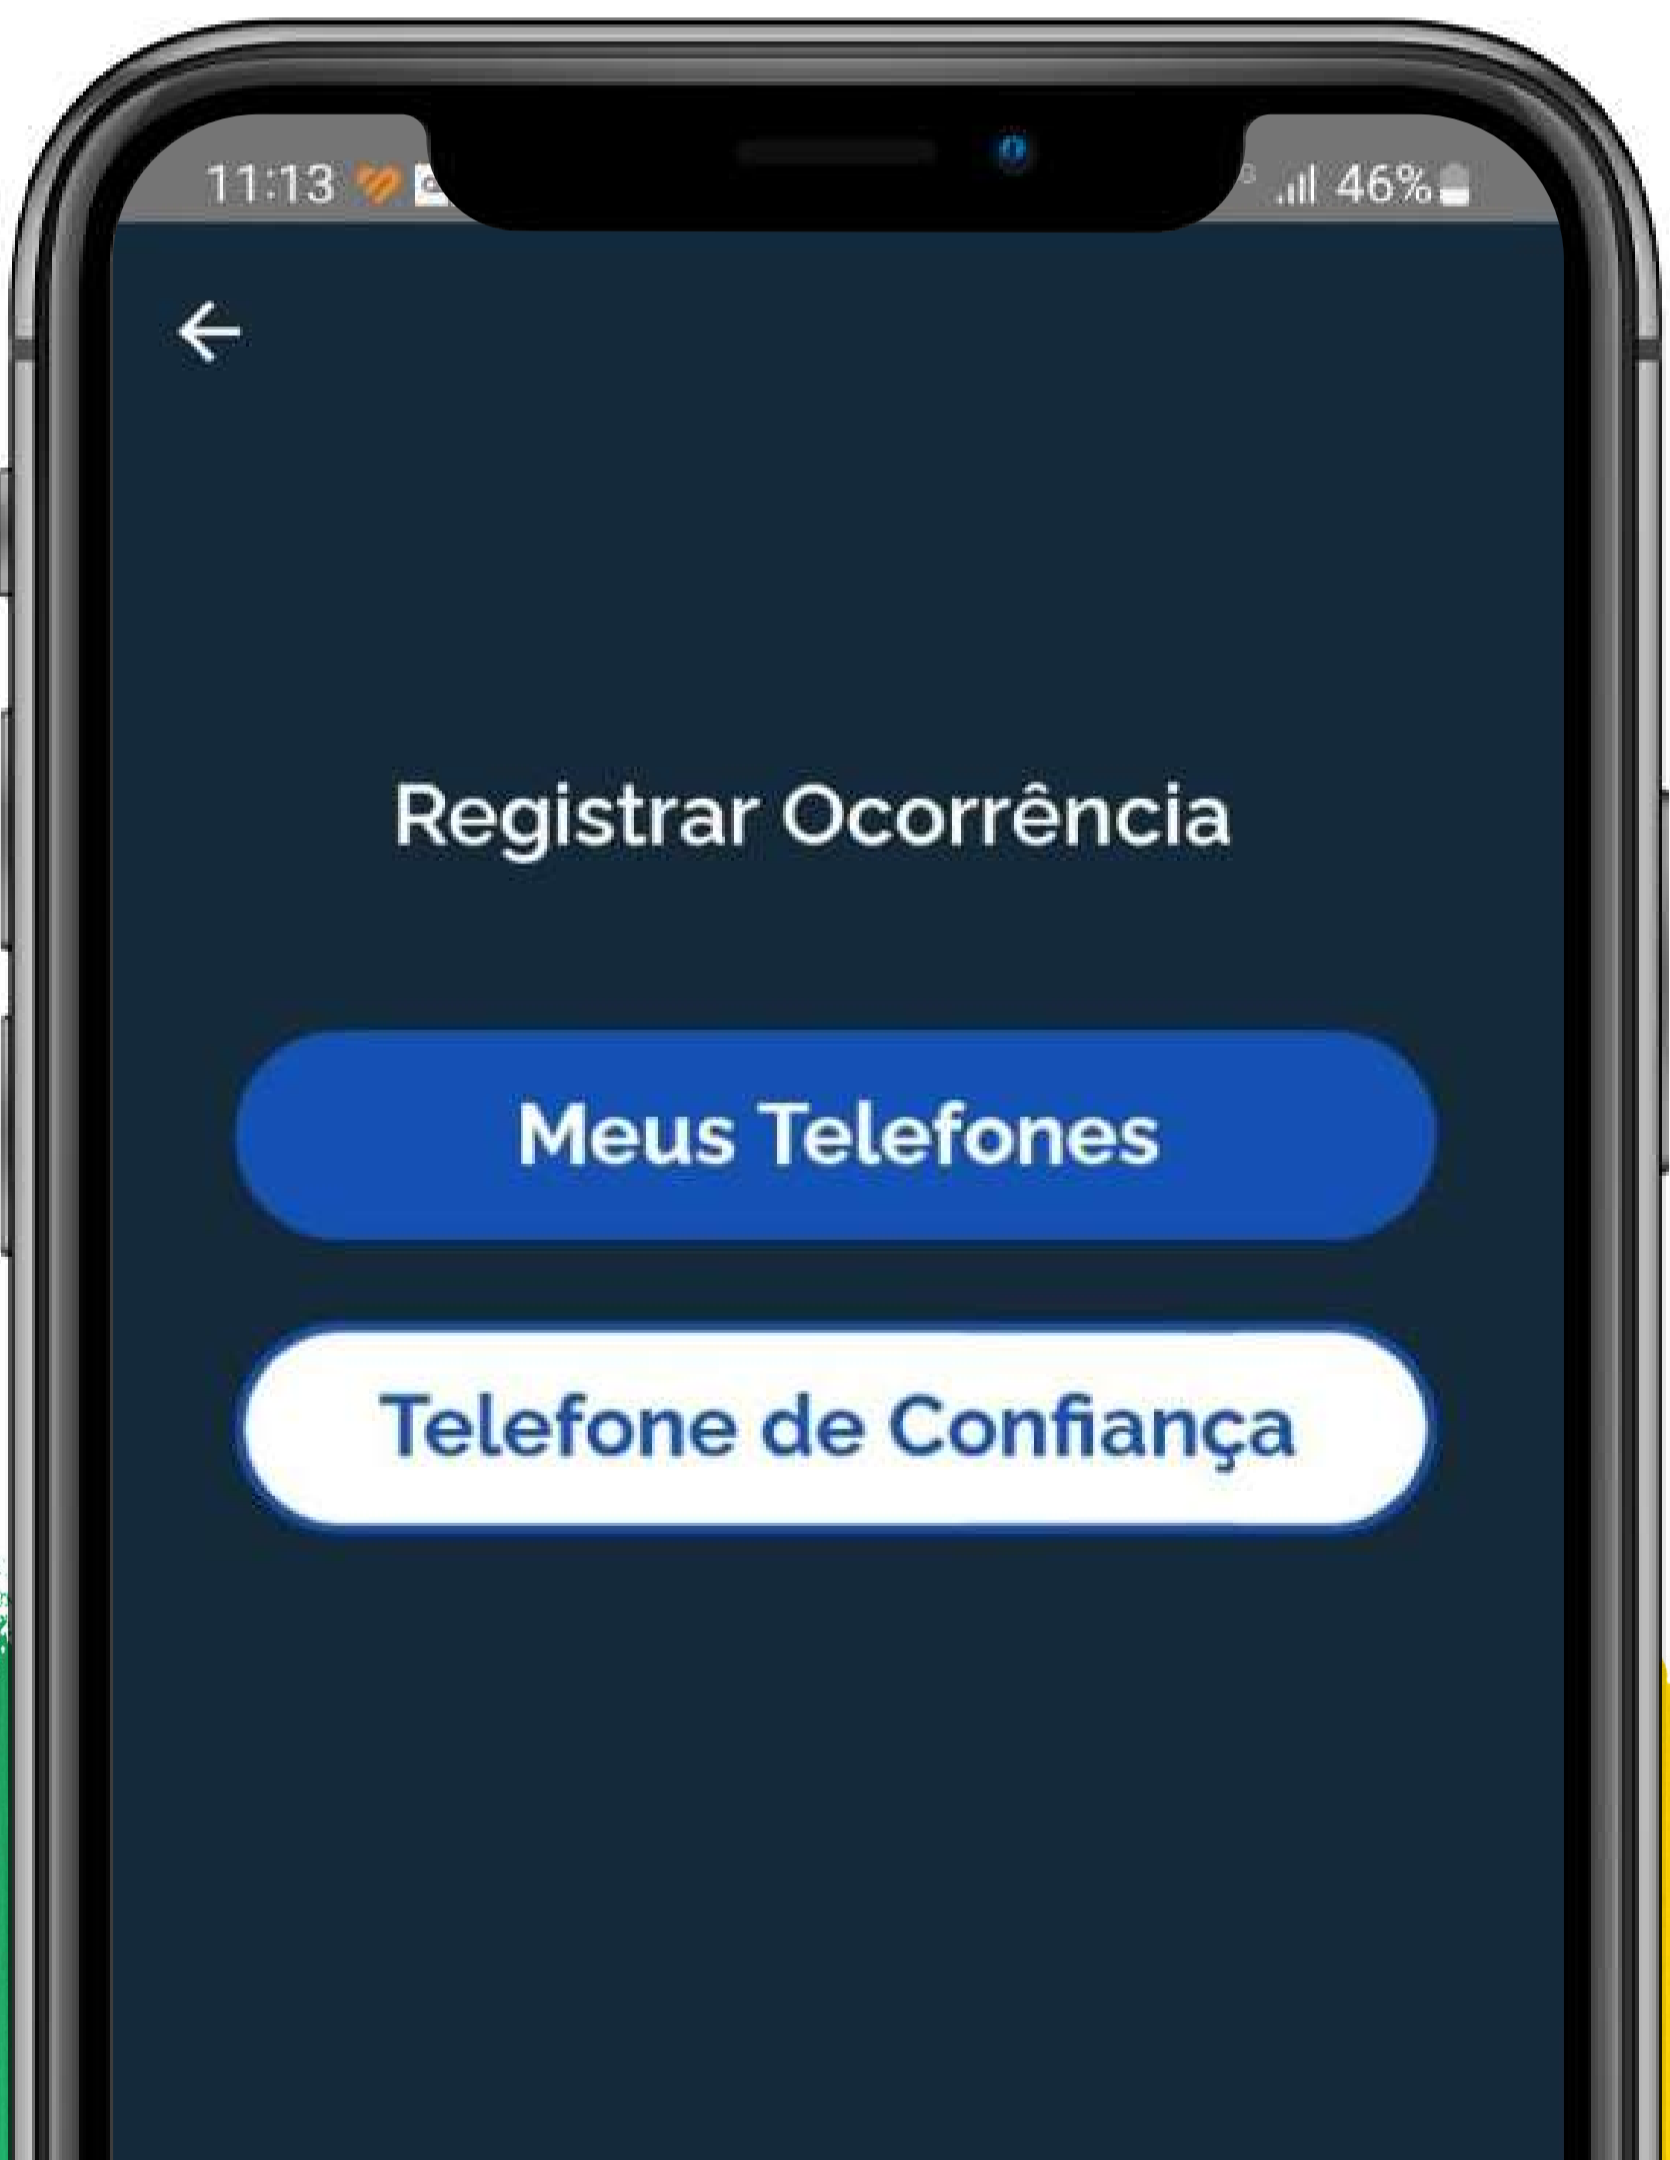 11:13
46%
Registrar Ocorrência
Meus Telefones
Telefone de Confiança